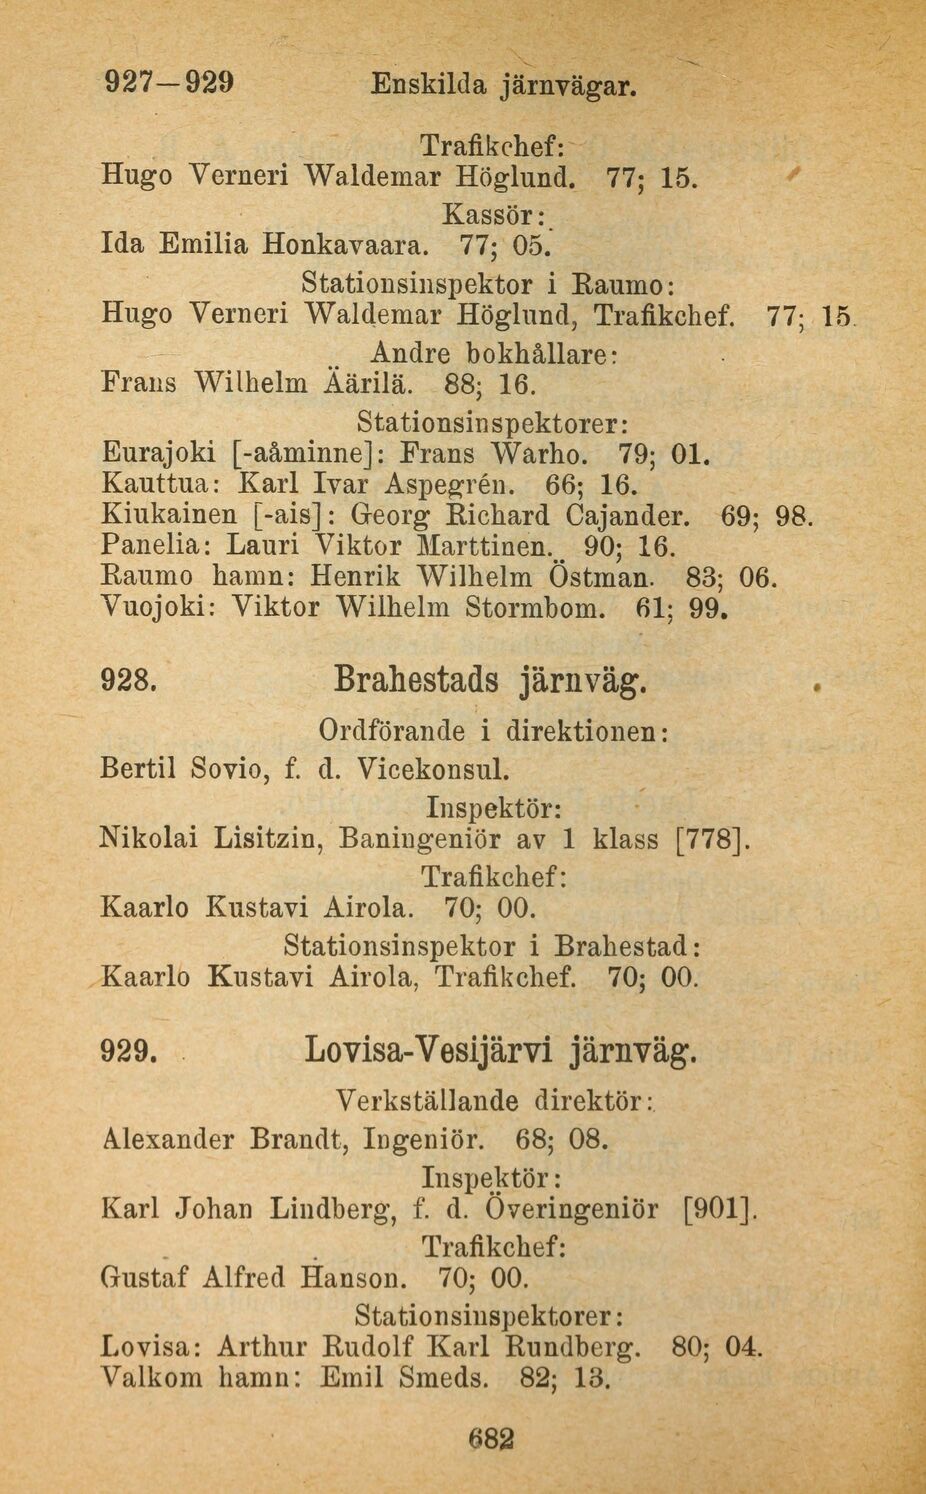 927—929 Enskilda järnvägar.
Trafikchef:
Hugo Verneri Waldemar Höglund. 77; 15.
Kassör:
Ida Emilia Honkavaara. 77; 05.
Stationsinspektor i Raumo:
Hugo Verneri Waldemar Höglund, Trafikchef. 77; 15.
Andre bokhållare:
Frans Wilhelm Äärilä. 88; 16.
Stationsinspektorer:
Eurajoki [-aåminne]: Frans Warho. 79; 01.
Kauttua: Karl Ivar Aspegrén. 66; 16.
Kiukainen [-ais]: Georg Richard Cajander. 69; 98.
Panelia: Lauri Viktor Marttinen. 90; 16.
Raumo hamn: Henrik Wilhelm Östman. 83; 06.
Vuojoki: Viktor Wilhelm Stormbom. 61; 99.
928. Brahestads järnväg.
Ordförande i direktionen:
Bertil Sovio, f. d. Vicekonsul.
Inspektör:
Nikolai Lisitzin, Baningeniör av 1 klass [778].
Trafikchef:
Kaarlo Kustavi Airola. 70; 00.
Stationsinspektor i Brahestad:
Kaarlo Kustavi Airola, Trafikchef. 70; 00.
929. Lovisa-Vesijärvi järnväg.
Verkställande direktör:
Alexander Brandt, Ingeniör. 68; 08.
Inspektör:
Karl Johan Lindberg, f. d. Överingeniör [901].
Trafikchef:
Gustaf Alfred Hanson. 70; 00.
Stationsinspektorer:
Lovisa: Arthur Rudolf Karl Rundberg. 80; 04.
Valkom hamn: Emil Smeds. 82; 13.
682